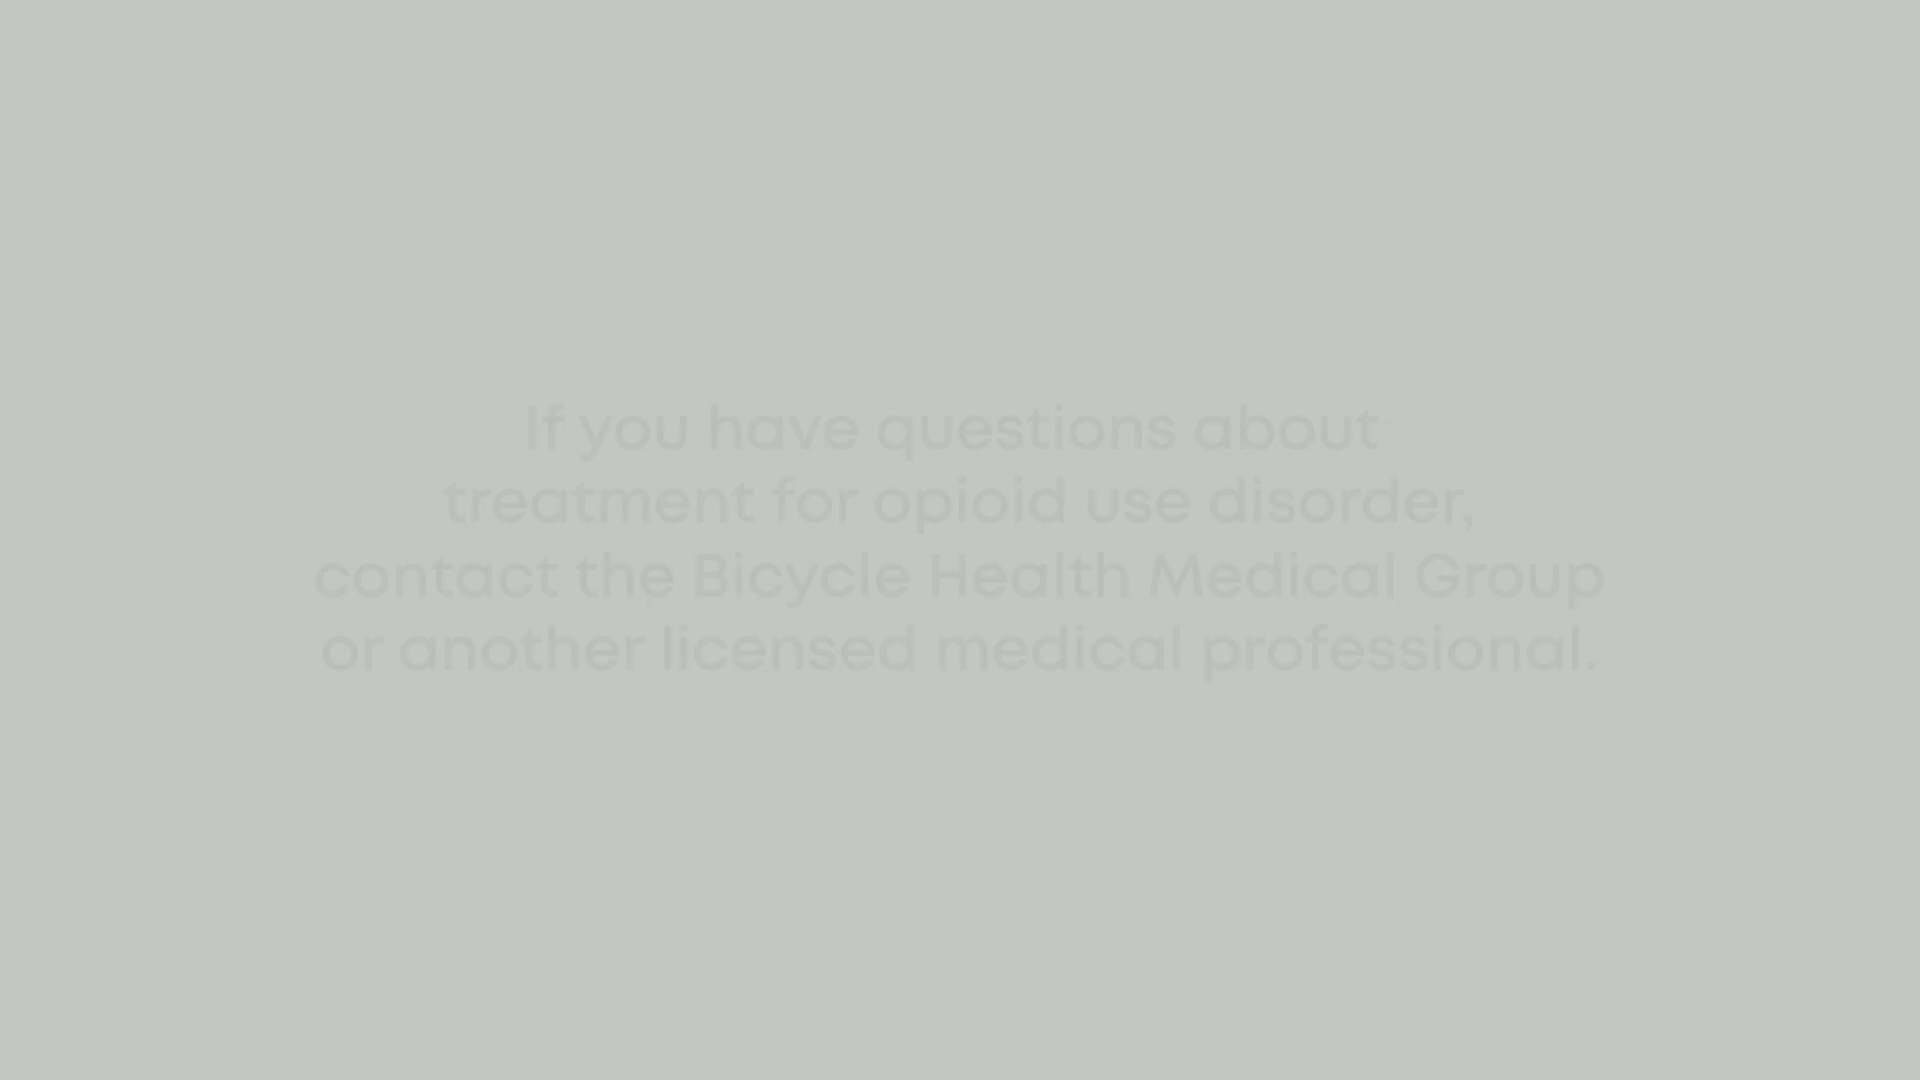 If you have questions about
treatment for opioid use disorder,
contact the Bicycle Health Medical Group
or another licensed medical professional.